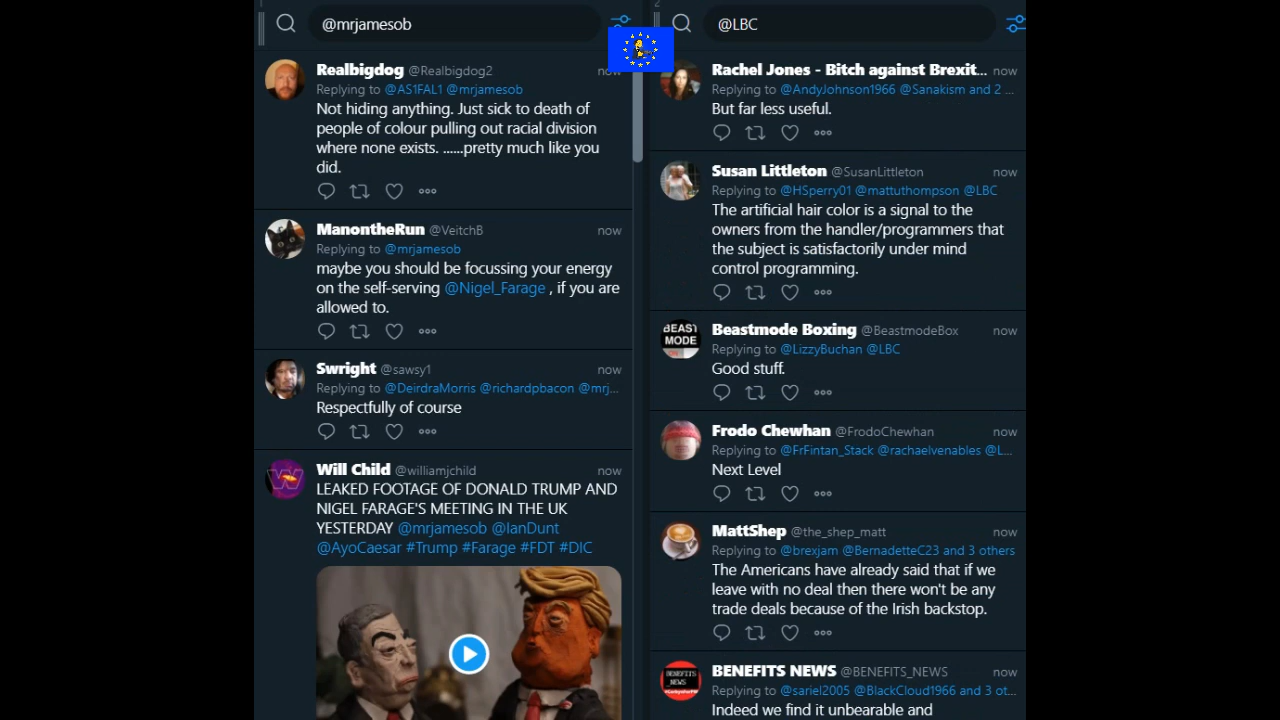 1
@mrjamesob
Realbigdog @Realbigdog2 now
Replying to @AS1FAL1 @mrjamesob
Not hiding anything. Just sick to death of
people of colour pulling out racial division
where none exists. ......pretty much like you
did.
ManontheRun @VeitchB now
Replying to @mrjamesob
maybe you should be focussing your energy
on the self-serving @Nigel_Farage , if you are
allowed to.
Swright @sawsy1 now
Replying to @DeirdraMorris @richardpbacon @mrj...
Respectfully of course
Will Child @williamjchild now
LEAKED FOOTAGE OF DONALD TRUMP AND
NIGEL FARAGE'S MEETING IN THE UK
YESTERDAY @mrjamesob @IanDunt
@AyoCaesar #Trump #Farage #FDT #DIC
2
@LBC
Rachel Jones - Bitch against Brexit... now
Replying to @AndyJohnson1966 @Sanakism and 2 ...
But far less useful.
Susan Littleton @SusanLittleton now
Replying to @HSperry01 @mattuthompson @LBC
The artificial hair color is a signal to the
owners from the handler/programmers that
the subject is satisfactorily under mind
control programming.
BEAST
MODE
Beastmode Boxing @BeastmodeBox now
Replying to @LizzyBuchan @LBC
Good stuff.
Frodo Chewhan @FrodoChewhan now
Replying to @FrFintan_Stack @rachaelvenables @L...
Next Level
MattShep @the_shep_matt now
Replying to @brexjam @BernadetteC23 and 3 others
The Americans have already said that if we
leave with no deal then there won't be any
trade deals because of the Irish backstop.
BENEFITS
NEWS
BENEFITS NEWS @BENEFITS_NEWS now
Replying to @sariel2005 @BlackCloud1966 and 3 ot...
Indeed we find it unbearable and